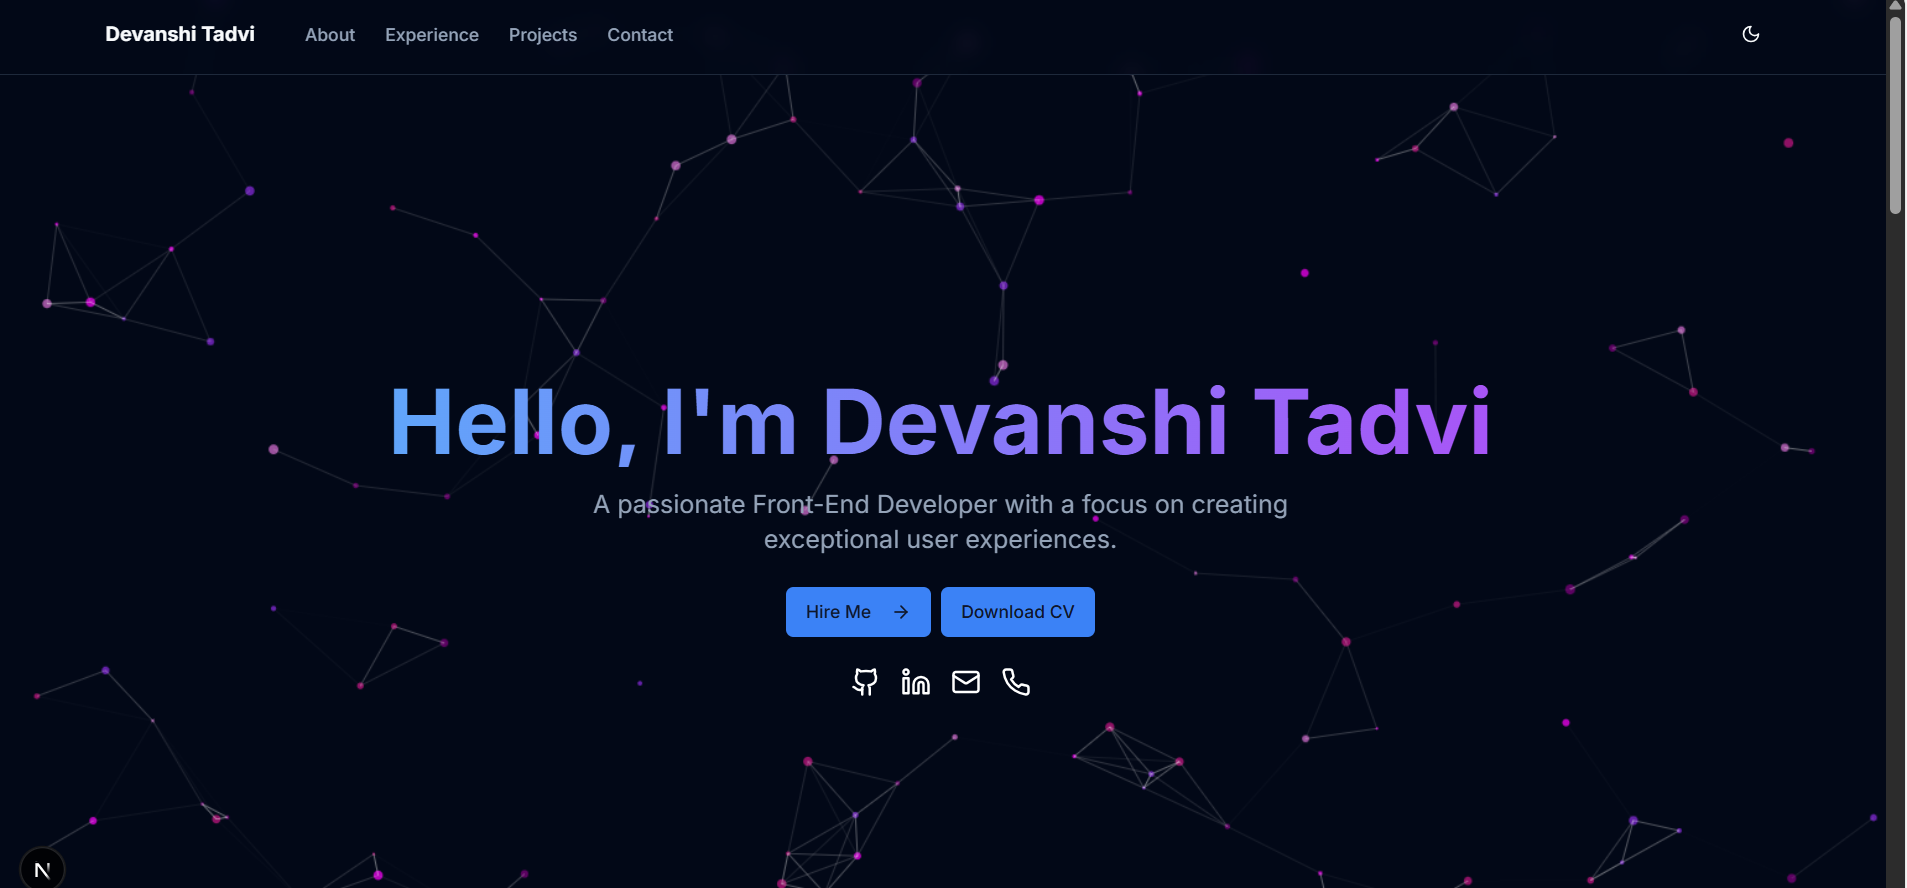 Devanshi Tadvi
About
Experience
Projects
Contact
Hello, I'm Devanshi Tadvi
A passionate Front-End Developer with a focus on creating
exceptional user experiences.
Hire Me
Download CV
N